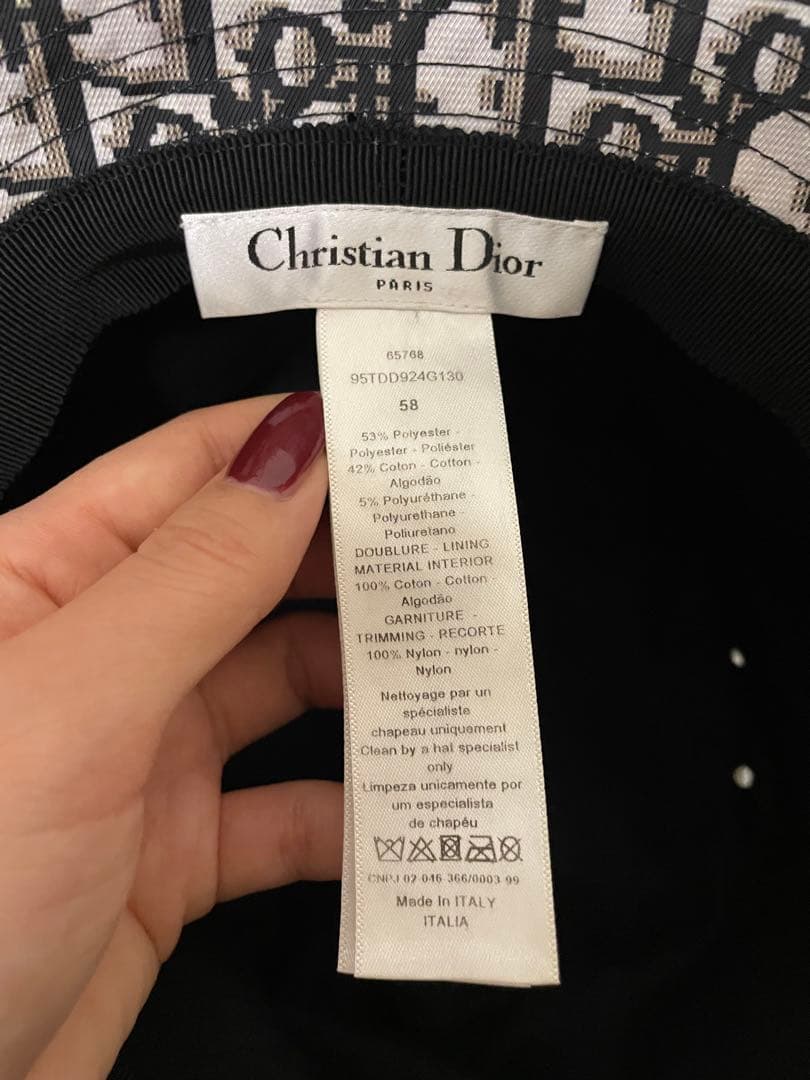 Christian Dior
PARIS
65768
95TDD924G130
58
53% Polyester -
Polyester - Poliéster
42% Coton - Cotton -
Algodão
5% Polyuréthane -
Polyurethane -
Poliuretano
DOUBLURE - LINING
MATERIAL INTERIOR
100% Coton - Cotton -
Algodão
GARNITURE -
TRIMMING - RECORTE
100% Nylon - nylon -
Nylon
Nettoyage par un
spécialiste
chapeau uniquement
Clean by a hat specialist
only
Limpeza unicamente por
um especialista
de chapéu
CNPJ 02-046-366/0003-99
Made In ITALY
ITALIA